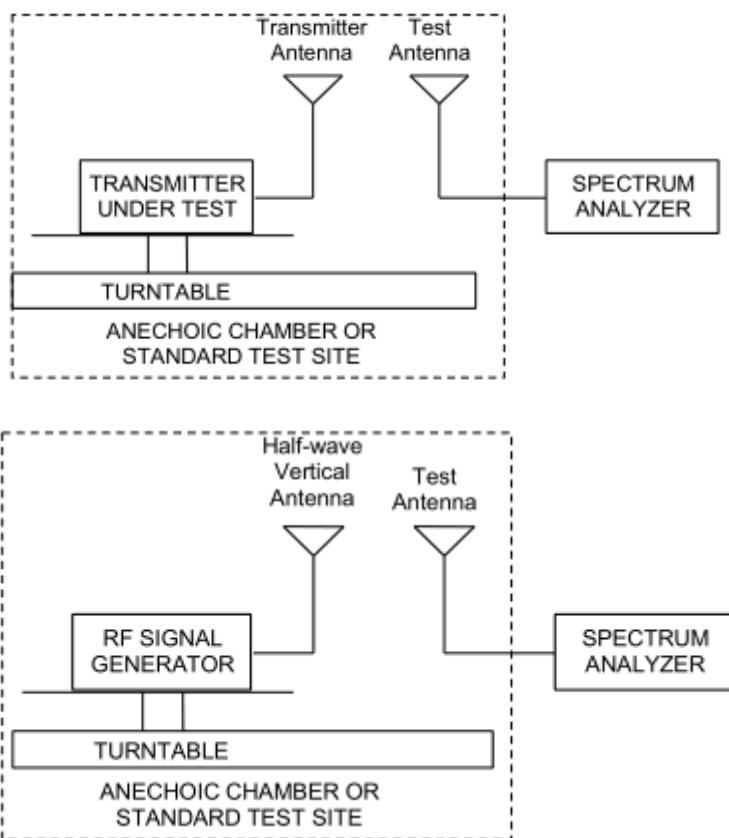 Transmitter
Antenna
Test
Antenna
TRANSMITTER
UNDER TEST
SPECTRUM
ANALYZER
TURNTABLE
ANECHOIC CHAMBER OR
STANDARD TEST SITE
Half-wave
Vertical
Antenna
Test
Antenna
RF SIGNAL
GENERATOR
SPECTRUM
ANALYZER
TURNTABLE
ANECHOIC CHAMBER OR
STANDARD TEST SITE